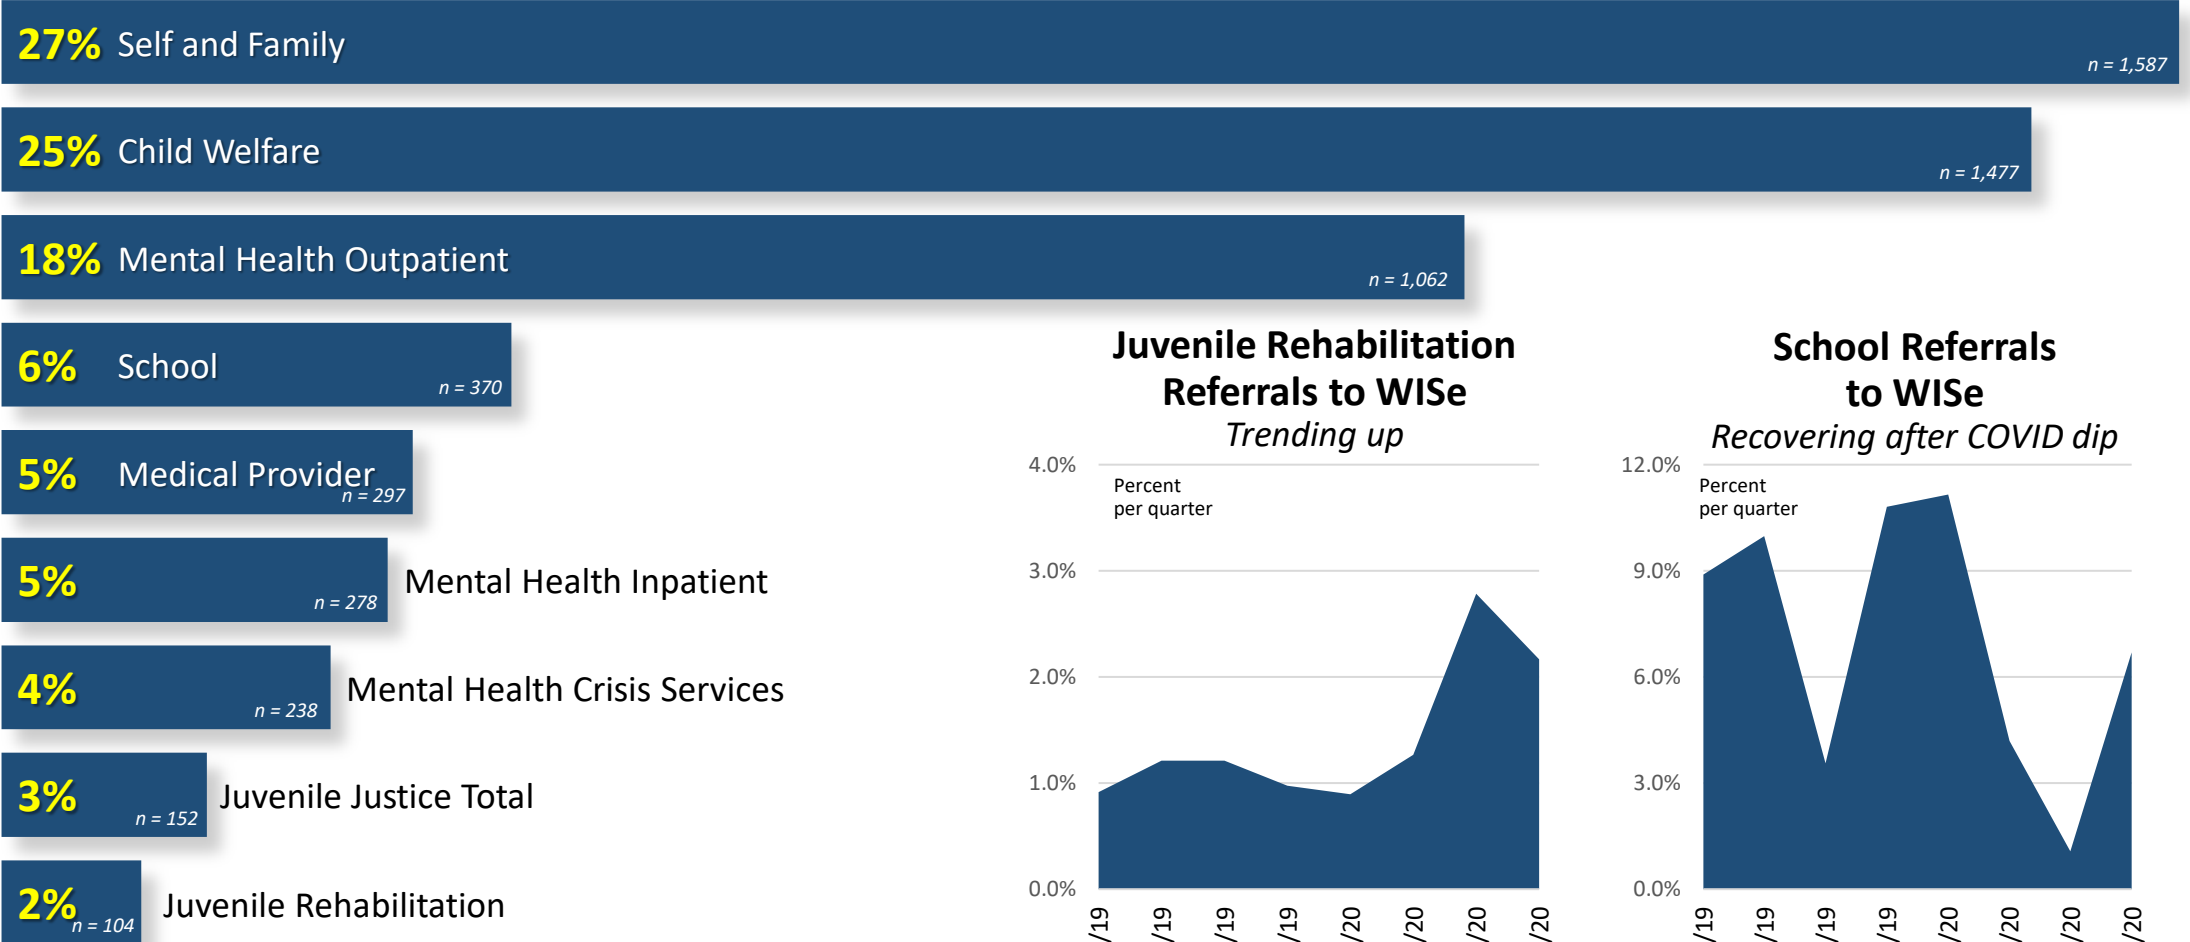 27% Self and Family
n = 1,587
25% Child Welfare
n = 1,477
18% Mental Health Outpatient
n = 1,062
6% School
n = 370
5% Medical Provider
n = 297
5% Mental Health Inpatient
n = 278
4% Mental Health Crisis Services
n = 238
3% Juvenile Justice Total
n = 152
2% Juvenile Rehabilitation
n = 104
Juvenile Rehabilitation
Referrals to WISe
Trending up
4.0%
Percent
per quarter
3.0%
2.0%
1.0%
0.0%
/19
/19
/19
/19
/20
/20
/20
/20
School Referrals
to WISe
Recovering after COVID dip
12.0%
Percent
per quarter
9.0%
6.0%
3.0%
0.0%
/19
/19
/19
/19
/20
/20
/20
/20